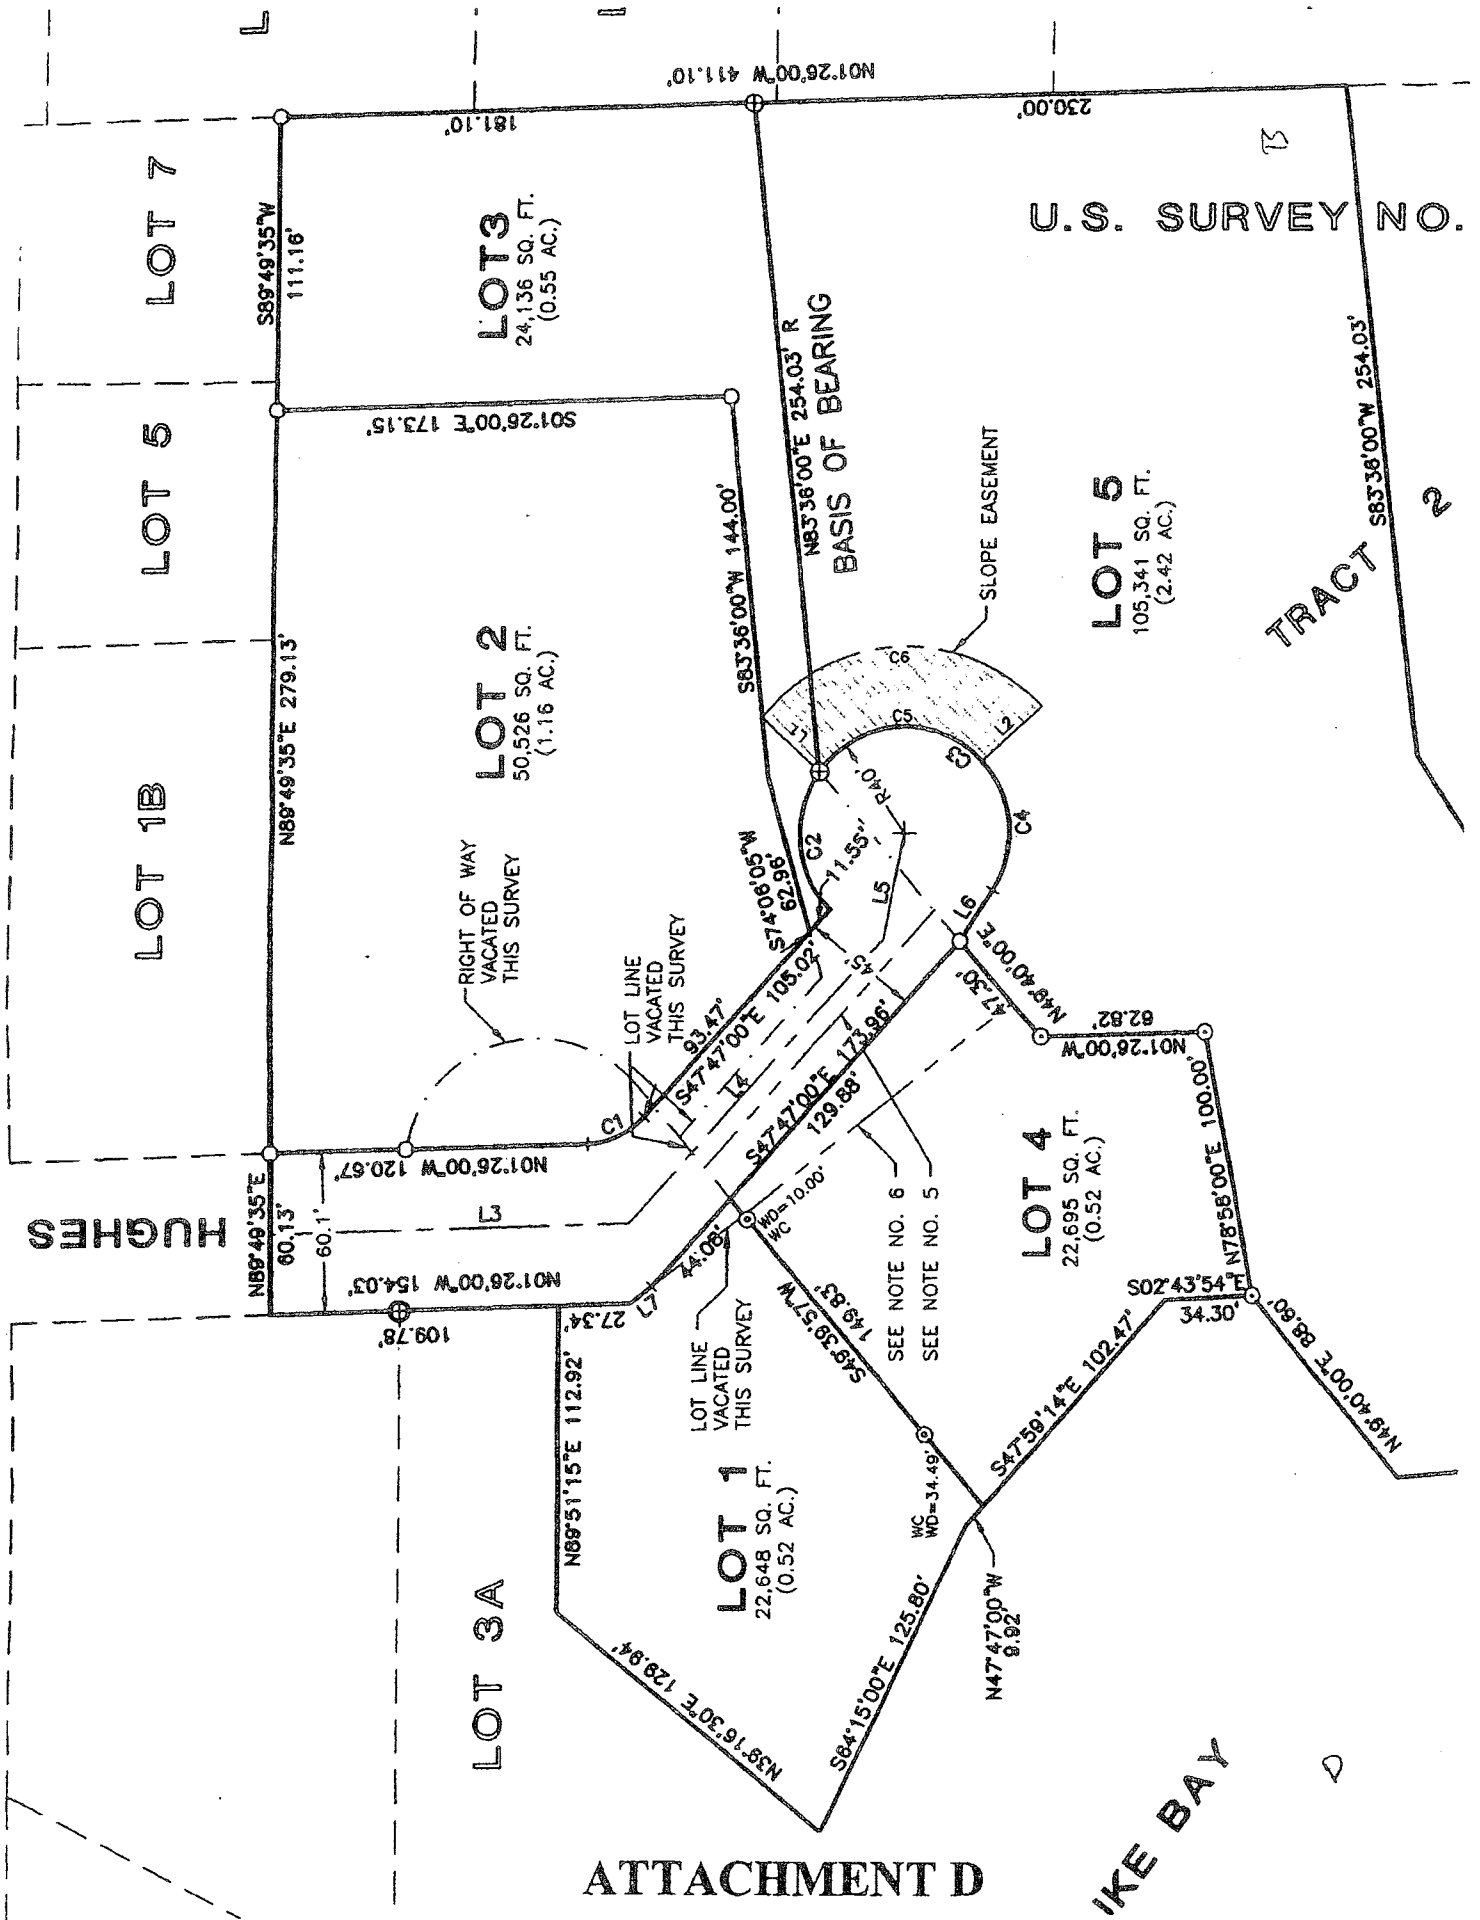 N01°26'00"W 411.10'
181.10'
230.00'
LOT 7
S89°49'35"W
111.16'
LOT 3
24,136 SQ. FT.
(0.55 AC.)
U.S. SURVEY NO.
B
LOT 5
S01°26'00"E 173.15'
N83°36'00"E 254.03' R
BASIS OF BEARING
S83°36'00"W 254.03'
TRACT 2
LOT 1B
N89°49'35"E 279.13'
LOT 2
50,526 SQ. FT.
(1.16 AC.)
S83°36'00"W 144.00'
SLOPE EASEMENT
LOT 5
105,341 SQ. FT.
(2.42 AC.)
L1
C6
C5
L2
C3
R40'
C2
C4
11.55'
L5
L6
S74°06'05"W
62.96'
RIGHT OF WAY
VACATED
THIS SURVEY
LOT LINE
VACATED
THIS SURVEY
93.47'
S47°47'00"E 105.02'
45'
L4
C1
S47°47'00"E 173.96'
129.88'
N49°40'00"E
47.30'
N01°26'00"W
62.82'
HUGHES
N89°49'35"E
60.13'
60.1'
N01°26'00"W 120.67'
L3
N01°26'00"W 154.03'
109.78'
27.34'
L7
44.08'
WD=10.00'
WC
LOT LINE
VACATED
THIS SURVEY
S49°39'57"W
149.83'
SEE NOTE NO. 6
SEE NOTE NO. 5
LOT 4
22,695 SQ. FT.
(0.52 AC.)
N78°58'00"E 100.00'
S02°43'54"E
34.30'
N49°40'00"E 88.60'
S47°59'14"E 102.47'
N89°51'15"E 112.92'
LOT 1
22,648 SQ. FT.
(0.52 AC.)
WC
WD=34.49'
LOT 3A
N39°16'30"E 129.94'
S64°15'00"E 125.80'
N47°47'00"W
9.92'
IKE BAY
D
ATTACHMENT D